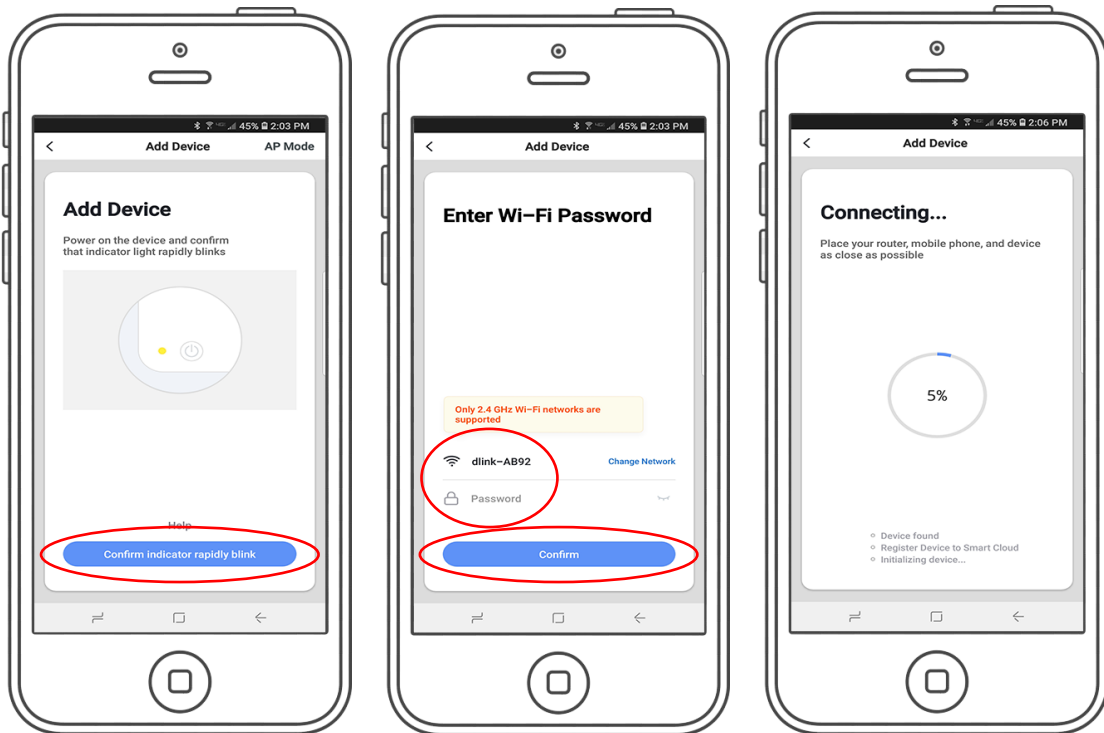 45% 2:03 PM
Add Device AP Mode
Add Device
Power on the device and confirm
that indicator light rapidly blinks
Help
Confirm indicator rapidly blink
45% 2:03 PM
Add Device
Enter Wi-Fi Password
Only 2.4 GHz Wi-Fi networks are
supported
dlink-AB92 Change Network
Password
Confirm
45% 2:06 PM
Add Device
Connecting...
Place your router, mobile phone, and device
as close as possible
5%
Device found
Register Device to Smart Cloud
Initializing device...